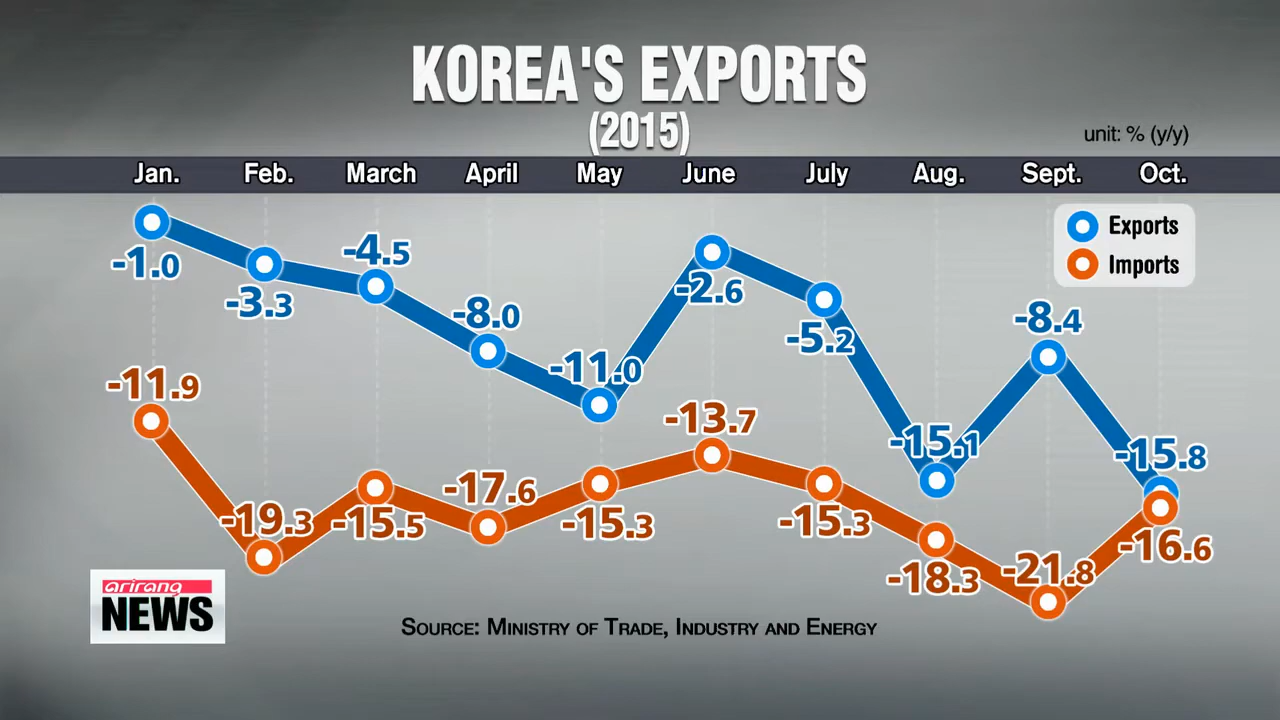 KOREA'S EXPORTS
(2015)
unit: % (y/y)
Jan. Feb. March April May June July Aug. Sept. Oct.
Exports
Imports
-1.0 -3.3 -4.5 -8.0 -11.0 -2.6 -5.2 -15.1 -8.4 -15.8
-11.9 -19.3 -15.5 -17.6 -15.3 -13.7 -15.3 -18.3 -21.8 -16.6
arirang
NEWS
SOURCE: MINISTRY OF TRADE, INDUSTRY AND ENERGY